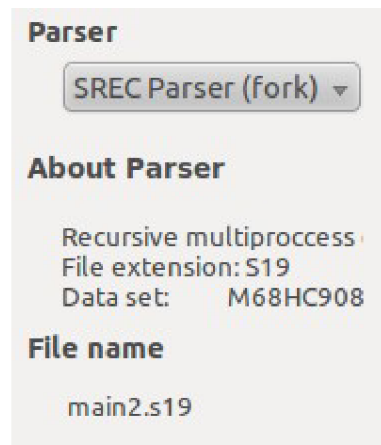 Parser
SREC Parser (fork)
About Parser
Recursive multiproccess
File extension: S19
Data set: M68HC908
File name
main2.s19